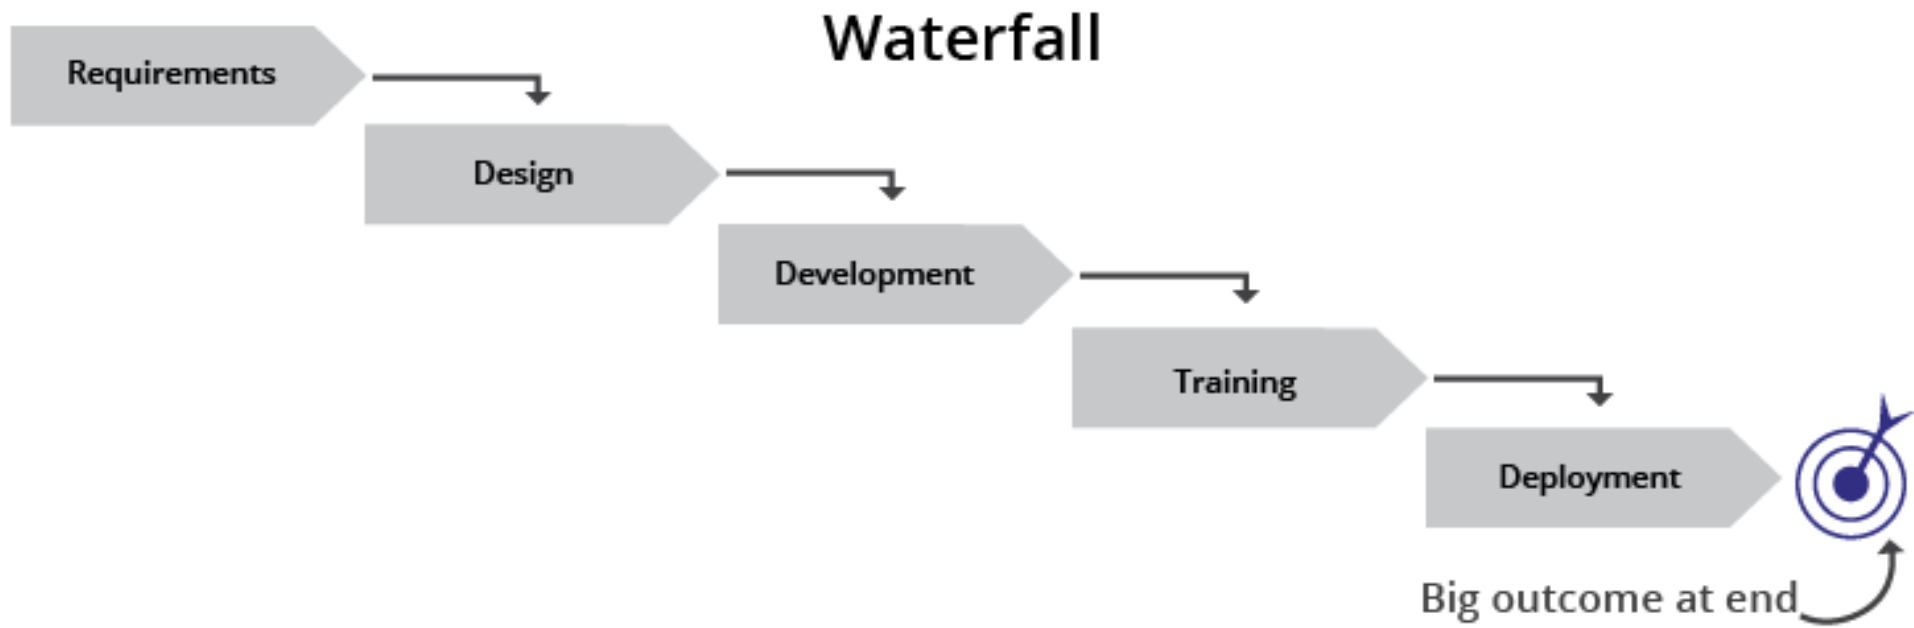 Waterfall
Requirements
Design
Development
Training
Deployment
Big outcome at end